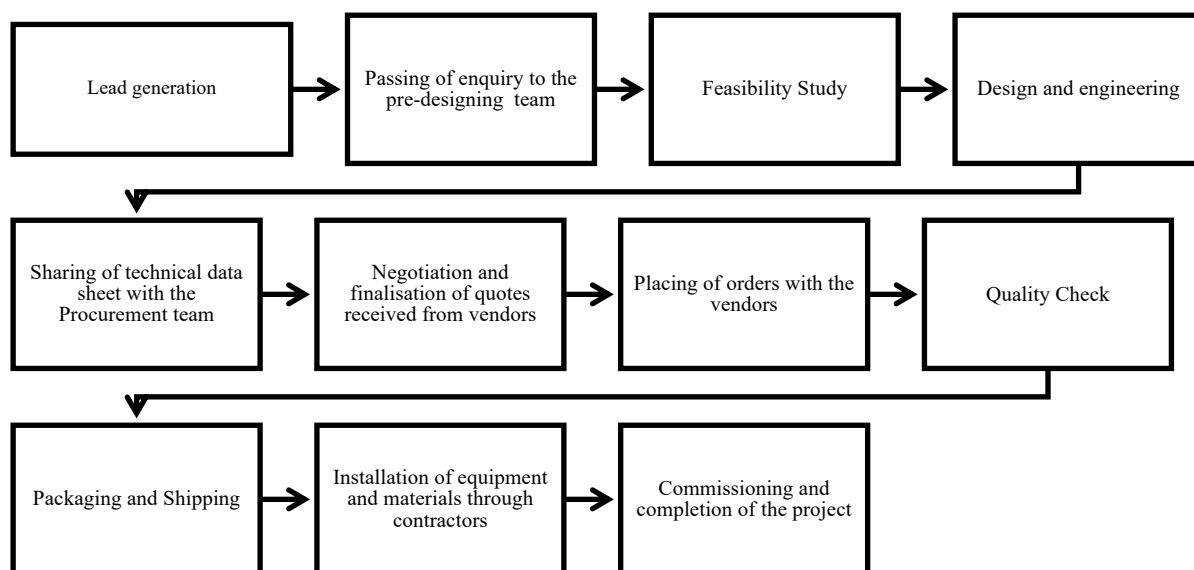 Lead generation
Passing of enquiry to the
pre-designing team
Feasibility Study
Design and engineering
Sharing of technical data
sheet with the
Procurement team
Negotiation and
finalisation of quotes
received from vendors
Placing of orders with the
vendors
Quality Check
Packaging and Shipping
Installation of equipment
and materials through
contractors
Commissioning and
completion of the project